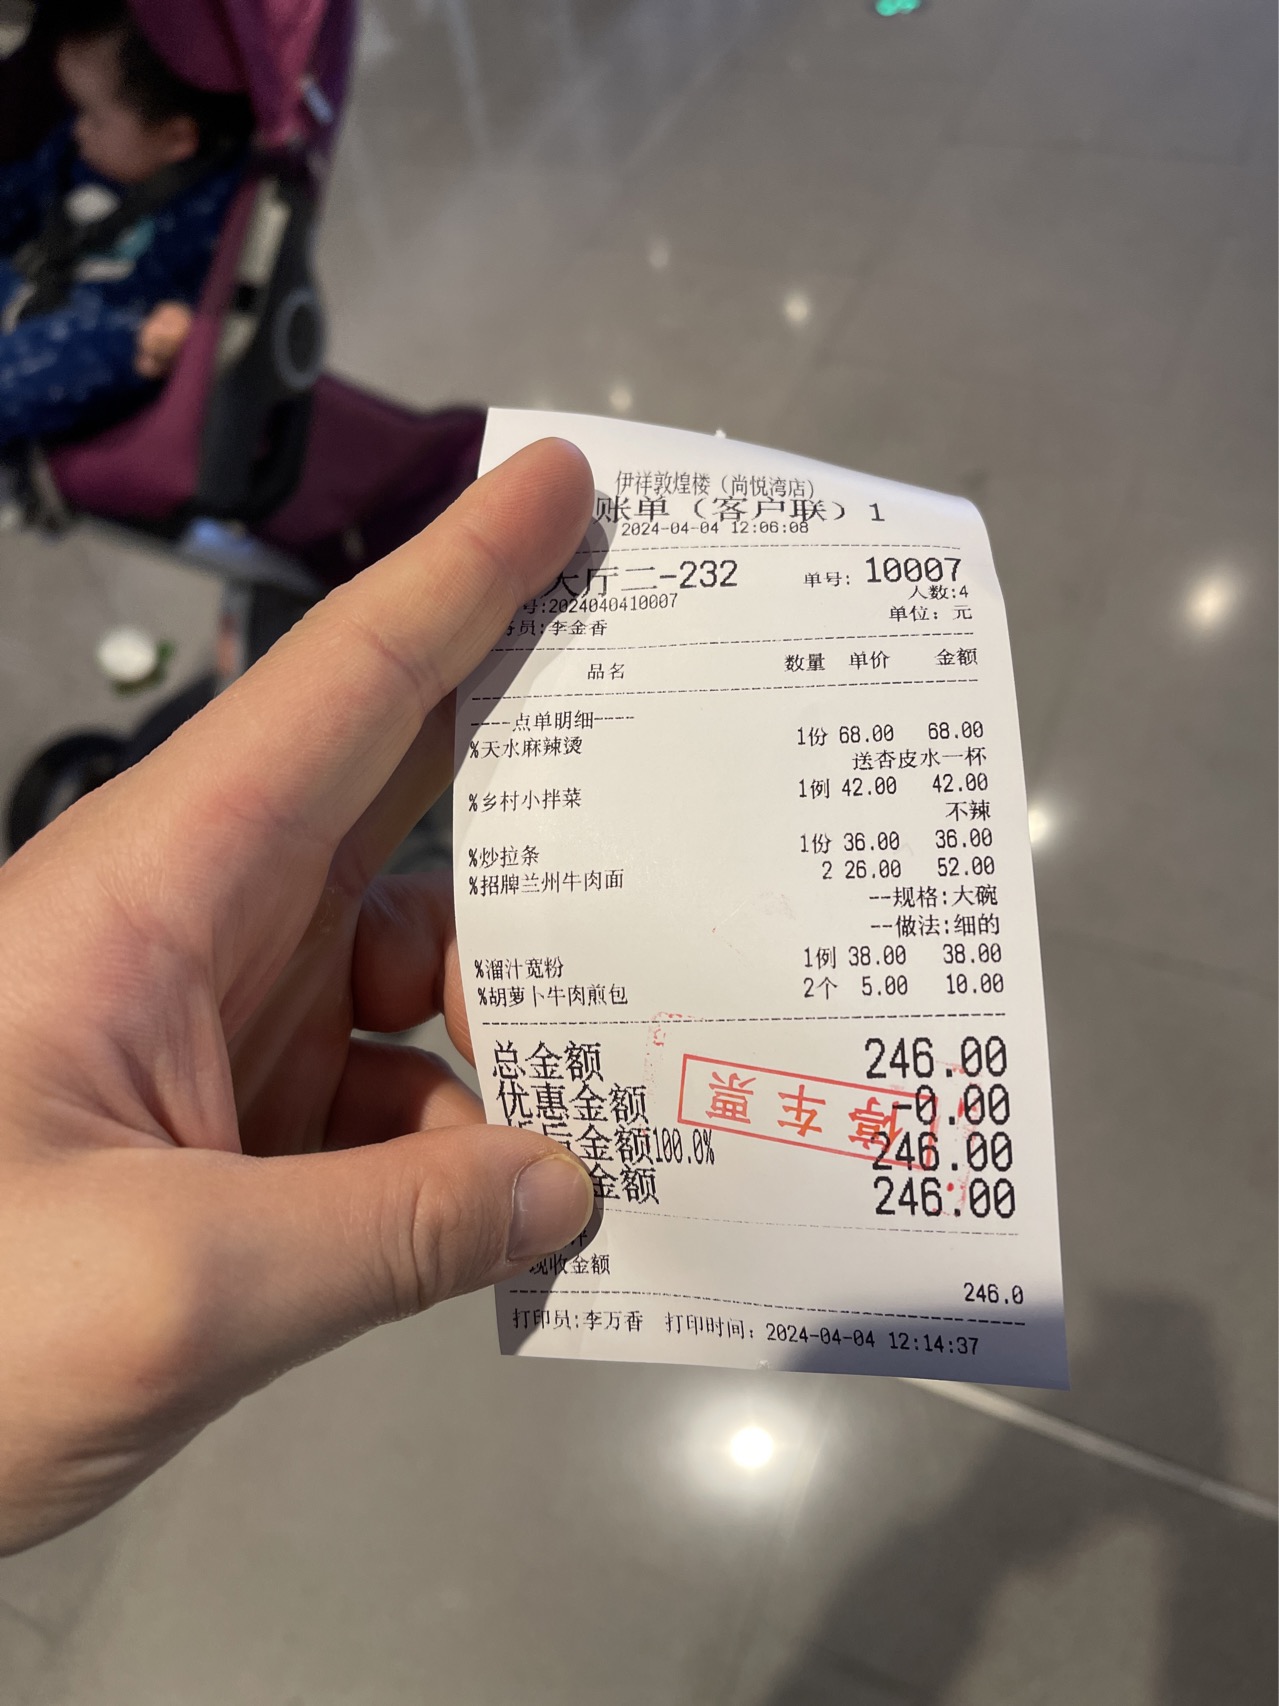 伊祥敦煌楼（尚悦湾店）
账单（客户联）1
2024-04-04 12:06:08
大厅二-232 单号: 10007
号:2024040410007 人数:4
员:李金香 单位: 元
品名 数量 单价 金额
----点单明细----
%天水麻辣烫 1份 68.00 68.00
送杏皮水一杯
%乡村小拌菜 1例 42.00 42.00
不辣
%炒拉条 1份 36.00 36.00
%招牌兰州牛肉面 2 26.00 52.00
--规格:大碗
--做法:细的
%溜汁宽粉 1例 38.00 38.00
%胡萝卜牛肉煎包 2个 5.00 10.00
总金额 246.00
优惠金额 -0.00
后金额100.0% 246.00
金额 246.00
停车票
现收金额 246.0
打印员:李万香 打印时间: 2024-04-04 12:14:37